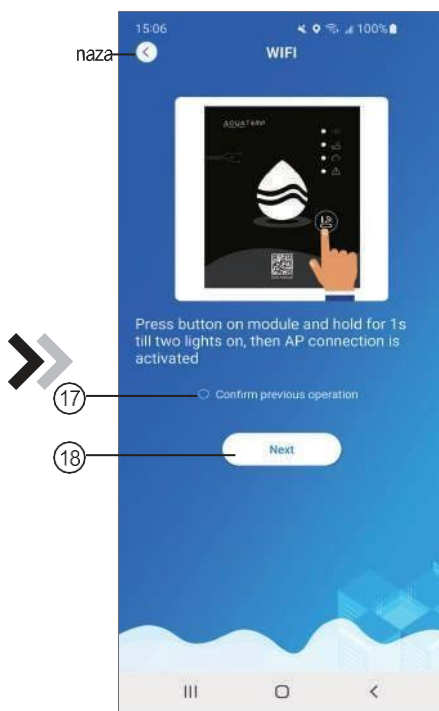 15:06
100%
naza
WIFI
AQUATEMP
Press button on module and hold for 1s
till two lights on, then AP connection is
activated
17
Confirm previous operation
18
Next